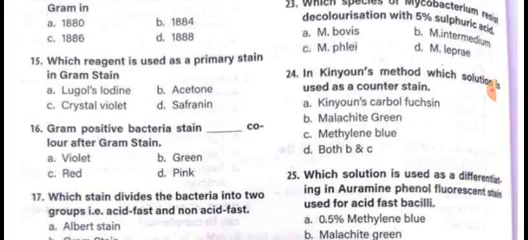 Gram in
a. 1880 b. 1884
c. 1886 d. 1888
15. Which reagent is used as a primary stain
in Gram Stain
a. Lugol's Iodine b. Acetone
c. Crystal violet d. Safranin
16. Gram positive bacteria stain ______ co-
lour after Gram Stain.
a. Violet b. Green
c. Red d. Pink
17. Which stain divides the bacteria into two
groups i.e. acid-fast and non acid-fast.
a. Albert stain
23. Which species of Mycobacterium resist
decolourisation with 5% sulphuric acid.
a. M. bovis b. M.intermedium
c. M. phlei d. M. leprae
24. In Kinyoun's method which solution is
used as a counter stain.
a. Kinyoun's carbol fuchsin
b. Malachite Green
c. Methylene blue
d. Both b & c
25. Which solution is used as a differentiat-
ing in Auramine phenol fluorescent stain
used for acid fast bacilli.
a. 0.5% Methylene blue
b. Malachite green